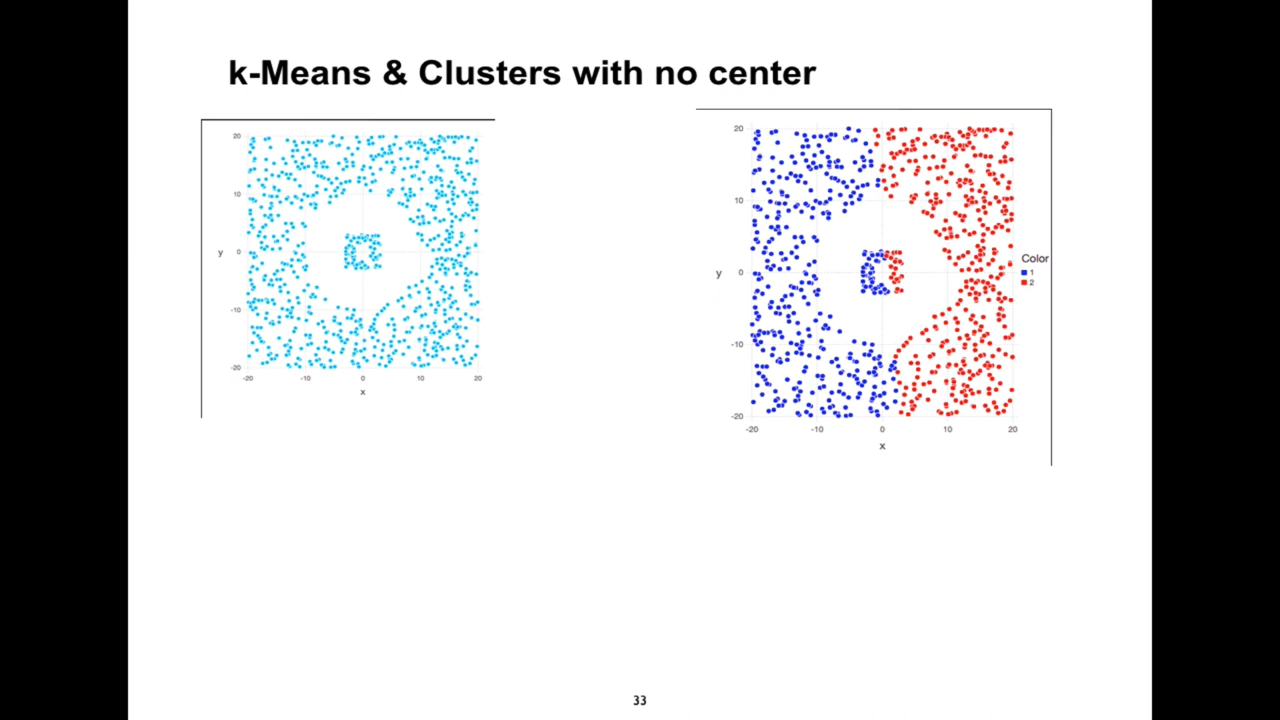 k-Means & Clusters with no center
20
10
y 0
-10
-20
-20 -10 0 10 20
x
20
10
y 0
-10
-20
-20 -10 0 10 20
x
Color
1
2
33